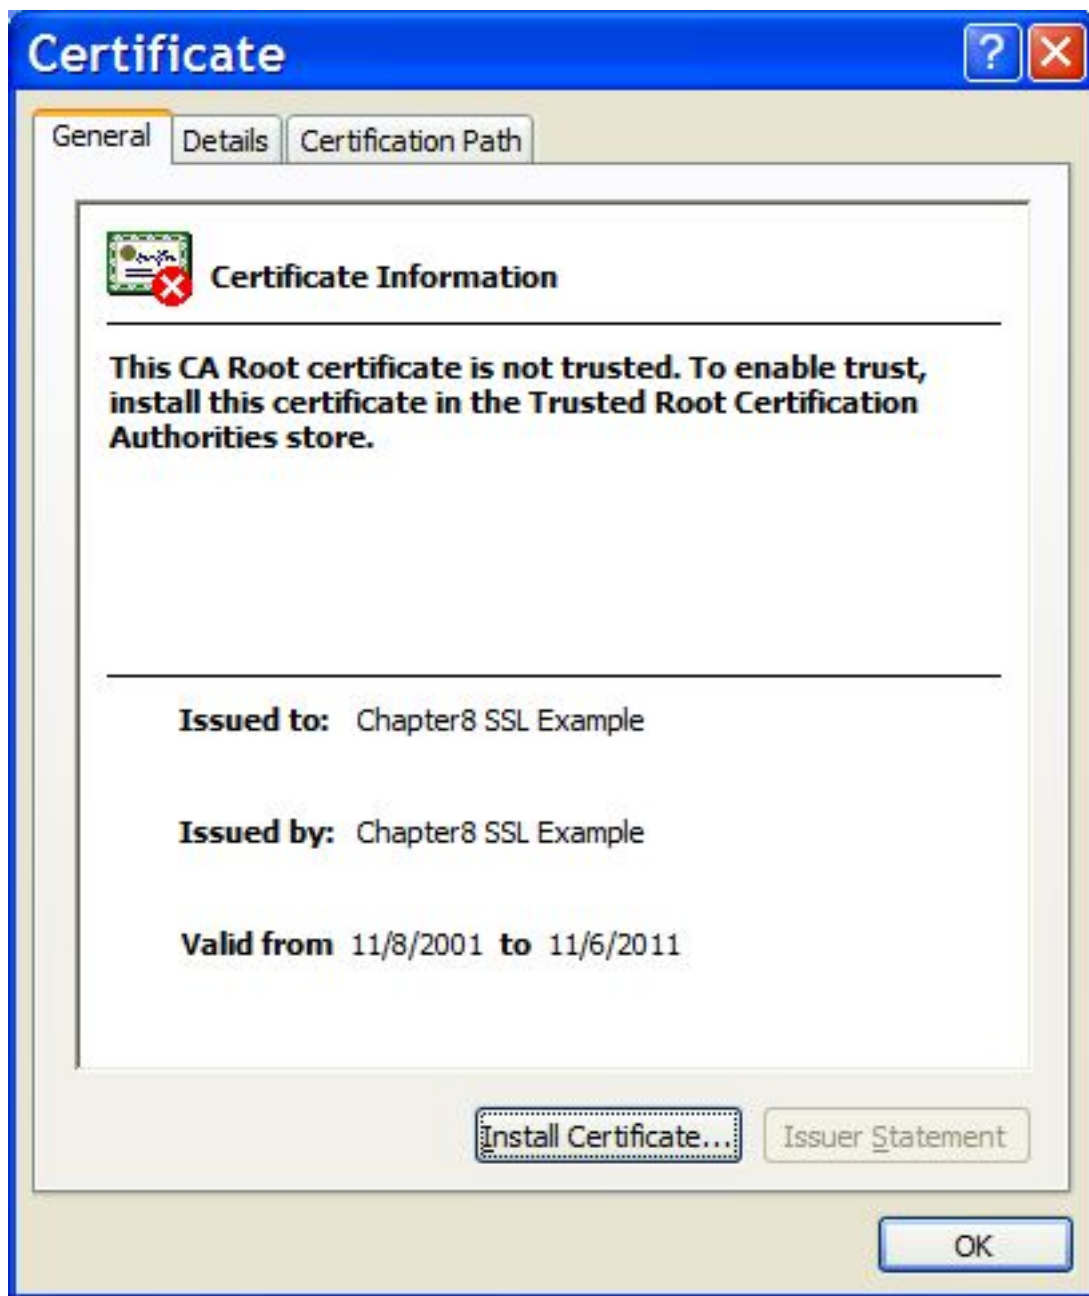 Certificate
General Details Certification Path
Certificate Information
This CA Root certificate is not trusted. To enable trust,
install this certificate in the Trusted Root Certification
Authorities store.
Issued to: Chapter8 SSL Example
Issued by: Chapter8 SSL Example
Valid from 11/8/2001 to 11/6/2011
Install Certificate... Issuer Statement
OK